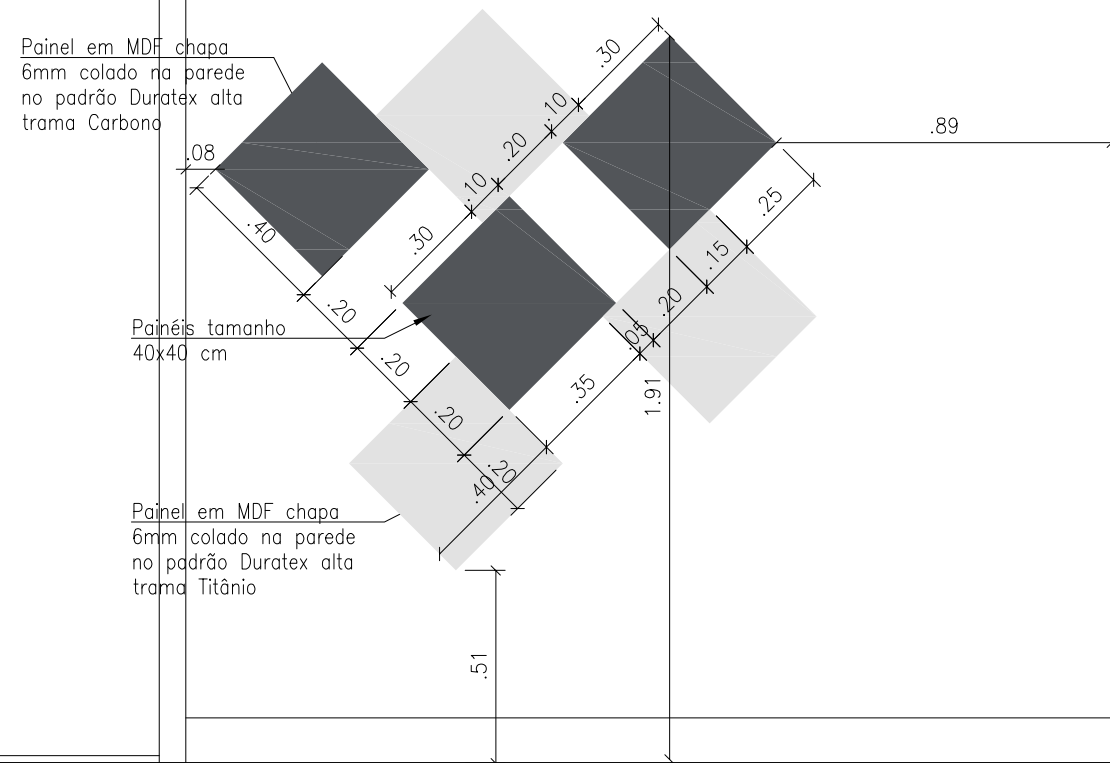 Painel em MDF chapa
6mm colado na parede
no padrão Duratex alta
trama Carbono
.08
.40
.20
.20
.20
.20
.30
.10
.20
.10
.30
.89
.25
.15
.20
.05
.35
.40
1.91
Painéis tamanho
40x40 cm
Painel em MDF chapa
6mm colado na parede
no padrão Duratex alta
trama Titânio
.51